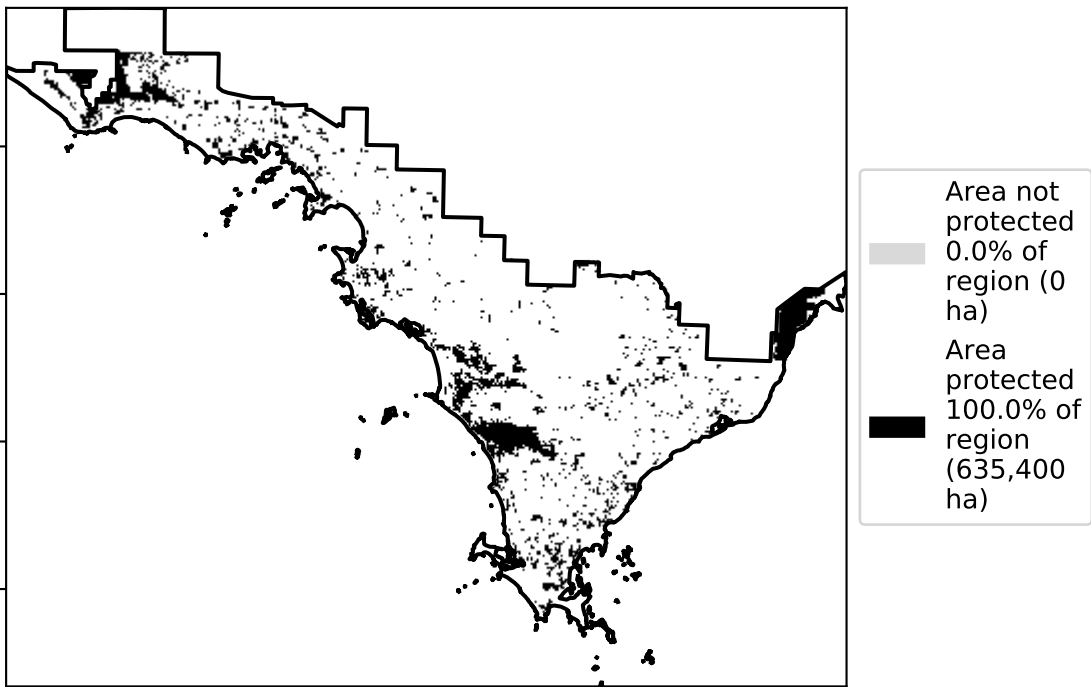 Area not
protected
0.0% of
region (0
ha)
Area
protected
100.0% of
region
(635,400
ha)